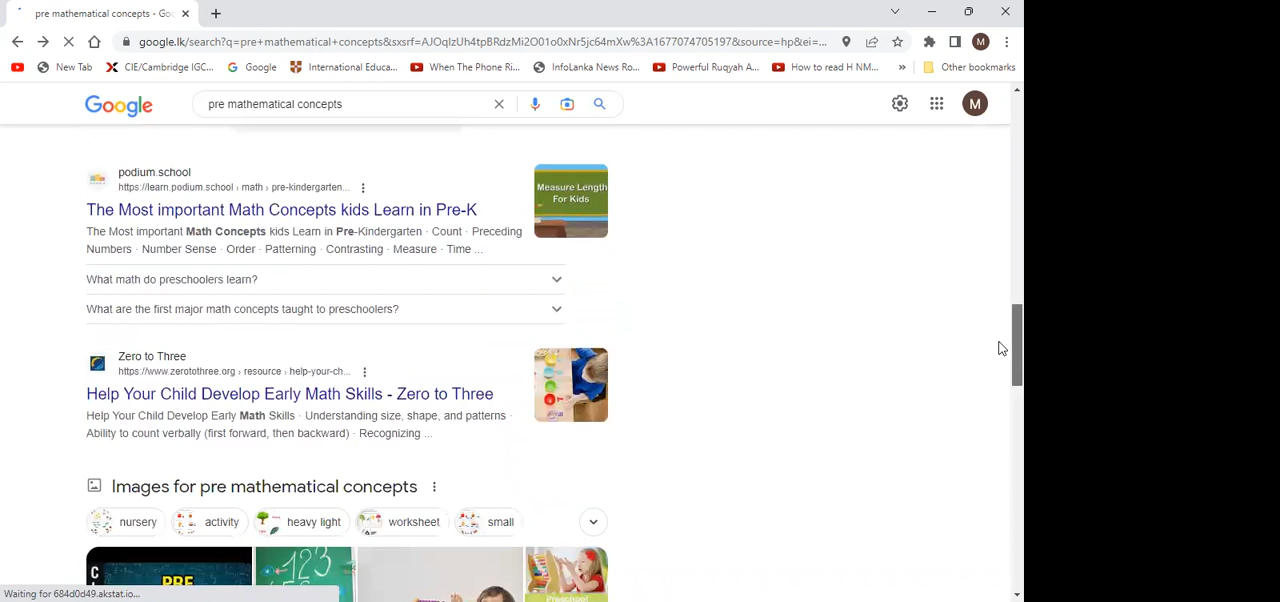 pre mathematical concepts - Goo
google.lk/search?q=pre+mathematical+concepts&sxsrf=AJOqlzUh4tpBRdzMi2O01o0xNr5jc64mXw%3A1677074705197&source=hp&ei=...
New Tab
CIE/Cambridge IGC...
Google
International Educa...
When The Phone Ri...
InfoLanka News Ro...
Powerful Ruqyah A...
How to read H NM...
»
Other bookmarks
M
Google
pre mathematical concepts
M
podium.school
https://learn.podium.school › math › pre-kindergarten...
The Most important Math Concepts kids Learn in Pre-K
The Most important Math Concepts kids Learn in Pre-Kindergarten · Count · Preceding
Numbers · Number Sense · Order · Patterning · Contrasting · Measure · Time ...
Measure Length
For Kids
What math do preschoolers learn?
What are the first major math concepts taught to preschoolers?
Zero to Three
https://www.zerotothree.org › resource › help-your-ch...
Help Your Child Develop Early Math Skills - Zero to Three
Help Your Child Develop Early Math Skills · Understanding size, shape, and patterns ·
Ability to count verbally (first forward, then backward) · Recognizing ...
Images for pre mathematical concepts
nursery
activity
heavy light
worksheet
small
C
PRE
123
Preschool
Waiting for 684d0d49.akstat.io...